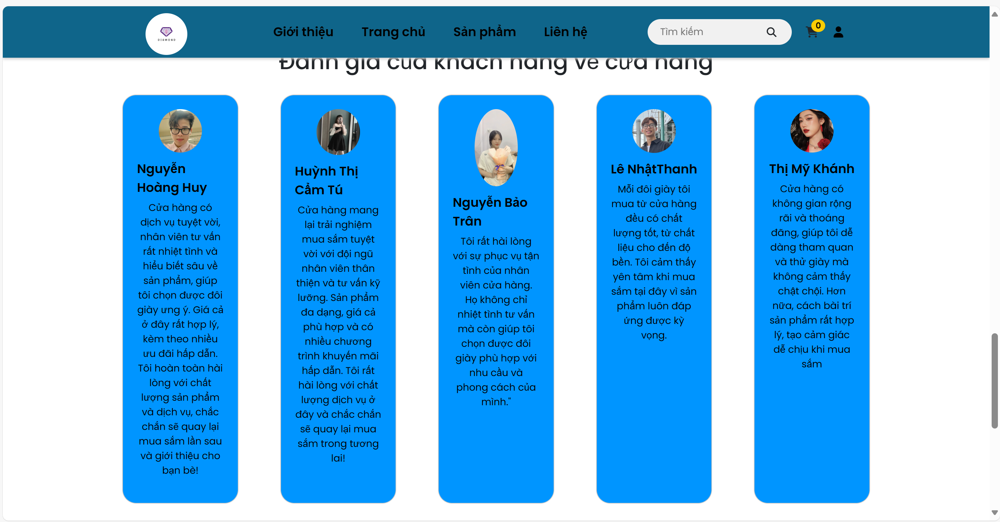 DIAMOND
Giới thiệu
Trang chủ
Sản phẩm
Liên hệ
Tìm kiếm
0
Đánh giá của khách hàng về cửa hàng
Nguyễn
Hoàng Huy
Cửa hàng có
dịch vụ tuyệt vời,
nhân viên tư vấn
rất nhiệt tình và
hiểu biết sâu về
sản phẩm, giúp
tôi chọn được đôi
giày ưng ý. Giá cả
ở đây rất hợp lý,
kèm theo nhiều
ưu đãi hấp dẫn.
Tôi hoàn toàn hài
lòng với chất
lượng sản phẩm
và dịch vụ, chắc
chắn sẽ quay lại
mua sắm lần sau
và giới thiệu cho
bạn bè!
Huỳnh Thị
Cẩm Tú
Cửa hàng mang
lại trải nghiệm
mua sắm tuyệt
vời với đội ngũ
nhân viên thân
thiện và tư vấn kỹ
lưỡng. Sản phẩm
đa dạng, giá cả
phù hợp và có
nhiều chương
trình khuyến mãi
hấp dẫn. Tôi rất
hài lòng với chất
lượng dịch vụ ở
đây và chắc chắn
sẽ quay lại mua
sắm trong tương
lai!
Nguyễn Bảo
Trân
Tôi rất hài lòng
với sự phục vụ tận
tình của nhân
viên cửa hàng.
Họ không chỉ
nhiệt tình tư vấn
mà còn giúp tôi
chọn được đôi
giày phù hợp với
nhu cầu và
phong cách của
mình."
Lê NhậtThanh
Mỗi đôi giày tôi
mua từ cửa hàng
đều có chất
lượng tốt, từ chất
liệu cho đến độ
bền. Tôi cảm thấy
yên tâm khi mua
sắm tại đây vì sản
phẩm luôn đáp
ứng được kỳ
vọng.
Thị Mỹ Khánh
Cửa hàng có
không gian rộng
rãi và thoáng
đãng, giúp tôi dễ
dàng tham quan
và thử giày mà
không cảm thấy
chật chội. Hơn
nữa, cách bài trí
sản phẩm rất hợp
lý, tạo cảm giác
dễ chịu khi mua
sắm